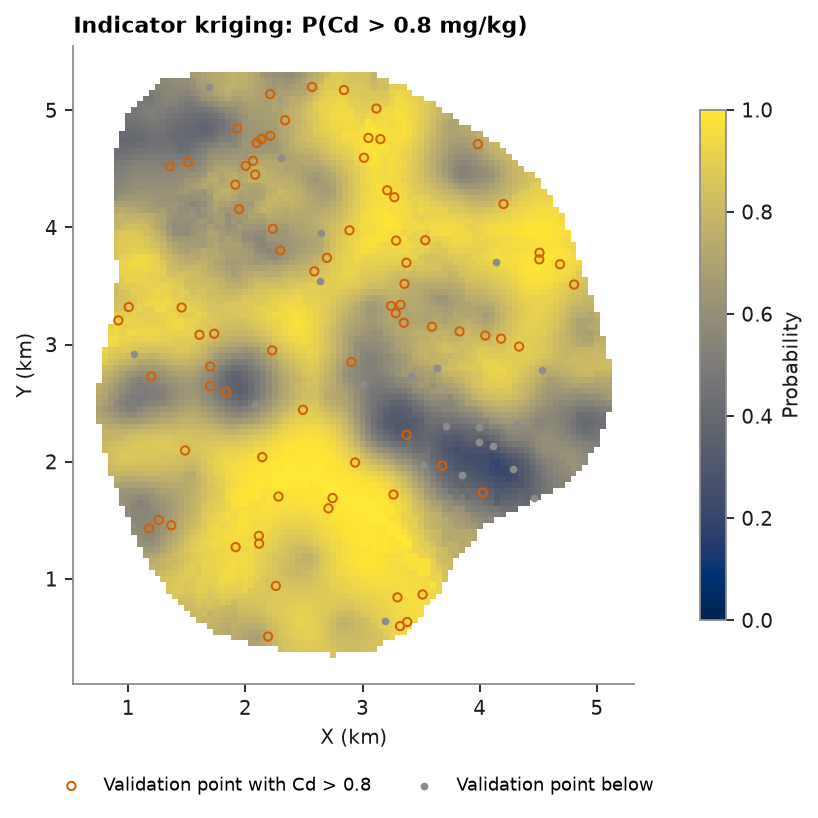 Indicator kriging: P(Cd > 0.8 mg/kg)
5
4
3
2
1
Y (km)
1
2
3
4
5
X (km)
1.0
0.8
0.6
0.4
0.2
0.0
Probability
Validation point with Cd > 0.8
Validation point below